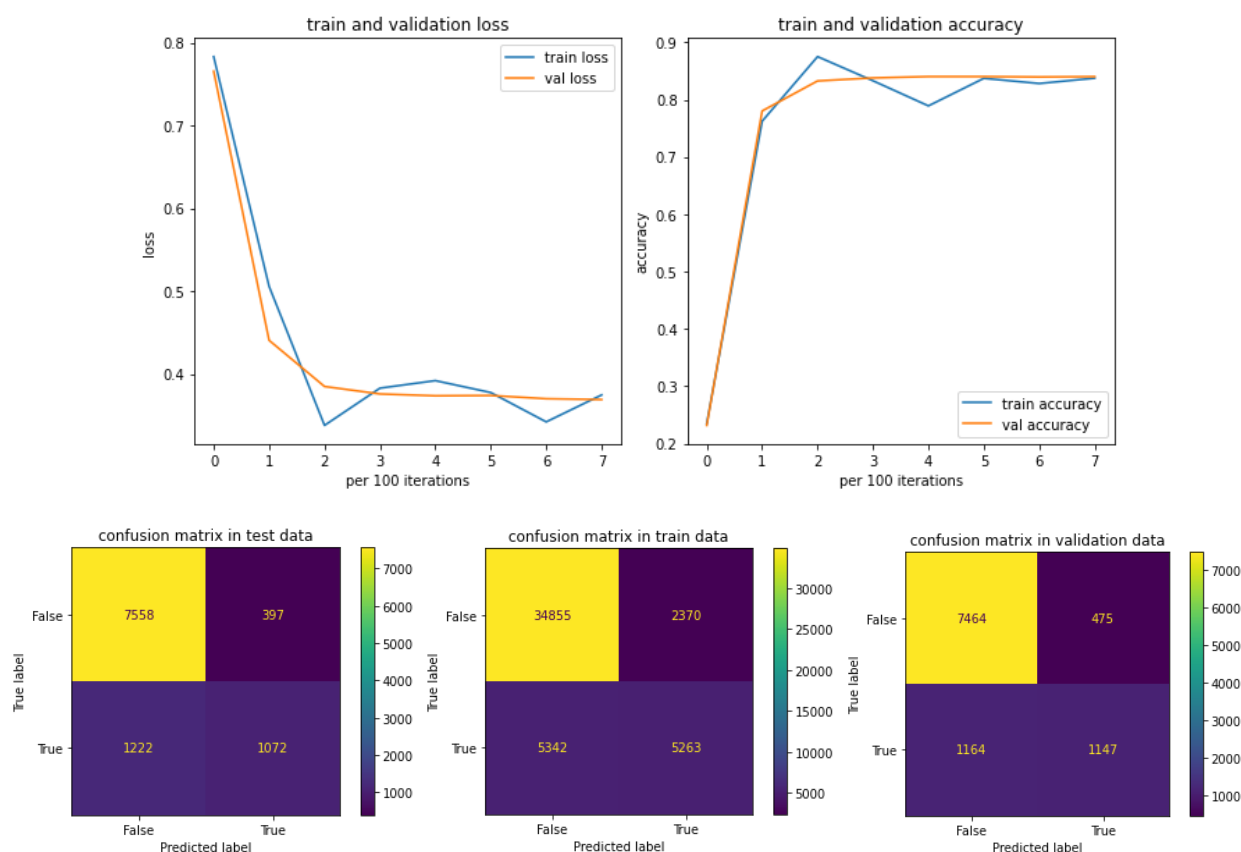 train and validation loss
0.8
0.7
0.6
0.5
0.4
loss
train loss
val loss
0 1 2 3 4 5 6 7
per 100 iterations
train and validation accuracy
0.9
0.8
0.7
0.6
0.5
0.4
0.3
0.2
accuracy
train accuracy
val accuracy
0 1 2 3 4 5 6 7
per 100 iterations
confusion matrix in test data
True label
False
True
7558 397
1222 1072
False True
Predicted label
7000
6000
5000
4000
3000
2000
1000
confusion matrix in train data
True label
False
True
34855 2370
5342 5263
False True
Predicted label
30000
25000
20000
15000
10000
5000
confusion matrix in validation data
True label
False
True
7464 475
1164 1147
False True
Predicted label
7000
6000
5000
4000
3000
2000
1000